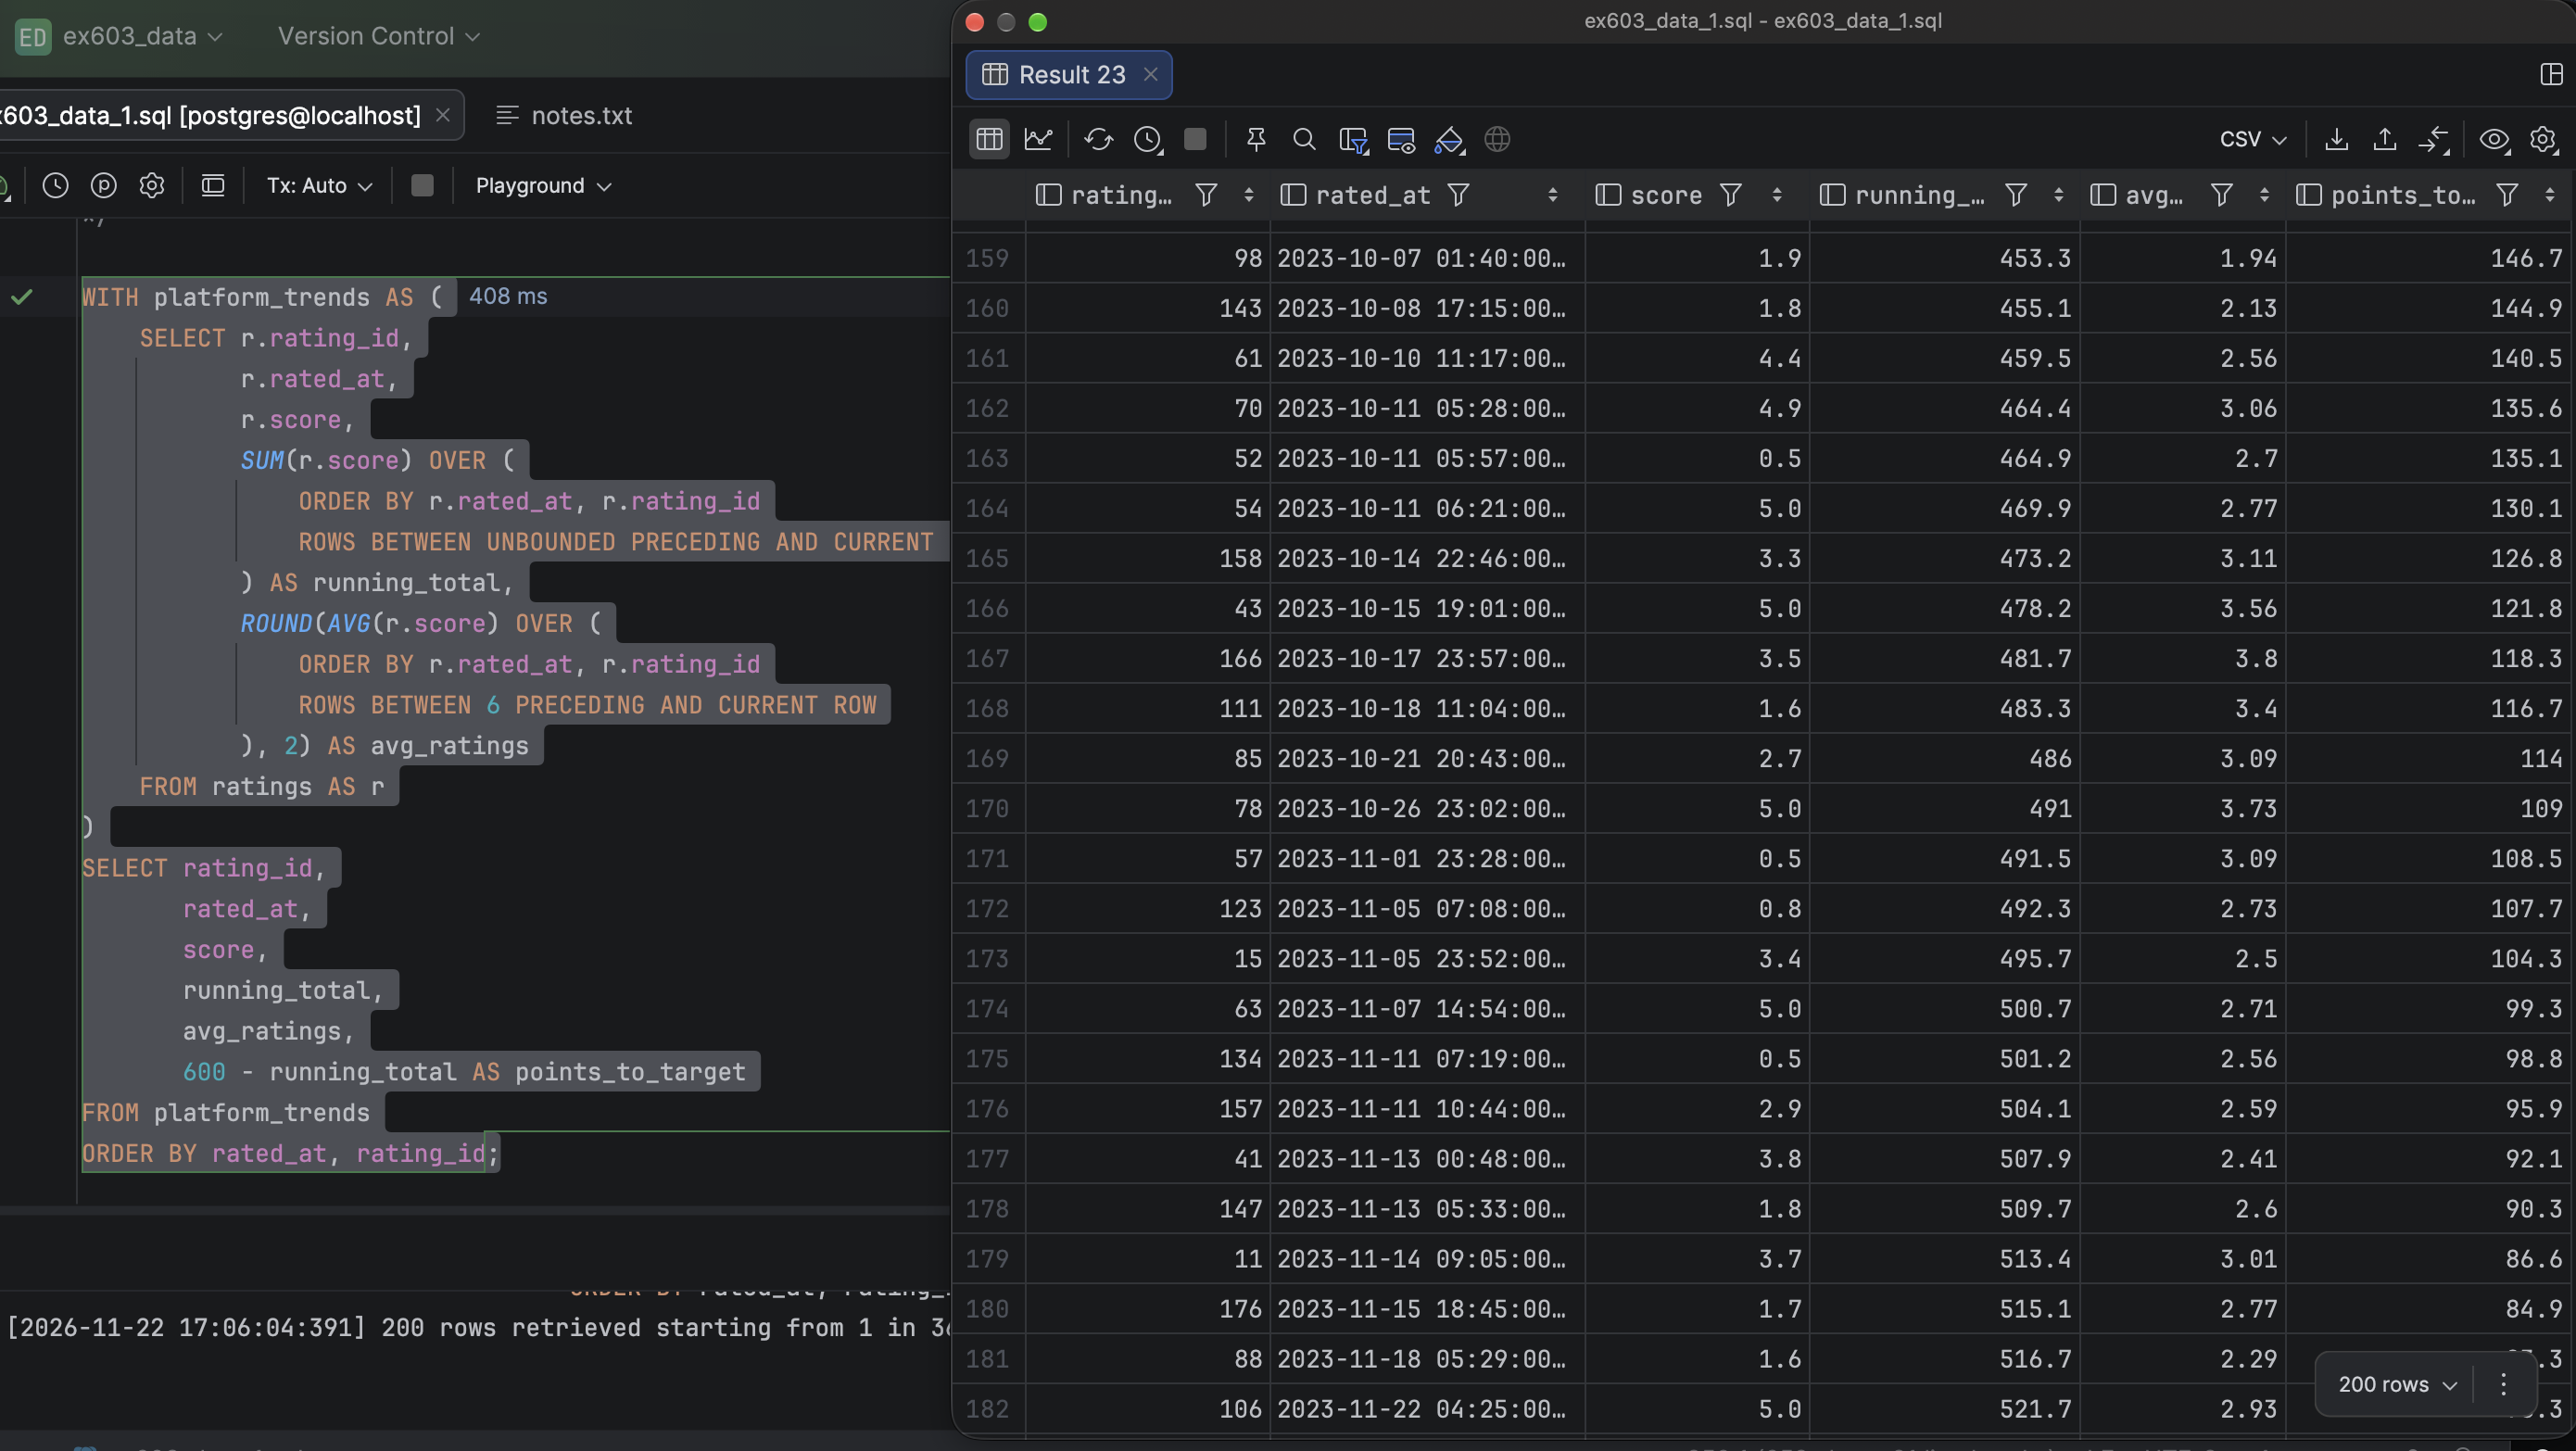 ED ex603_data Version Control
x603_data_1.sql [postgres@localhost] notes.txt
Tx: Auto Playground
*/
WITH platform_trends AS ( 408 ms
SELECT r.rating_id,
r.rated_at,
r.score,
SUM(r.score) OVER (
ORDER BY r.rated_at, r.rating_id
ROWS BETWEEN UNBOUNDED PRECEDING AND CURRENT
) AS running_total,
ROUND(AVG(r.score) OVER (
ORDER BY r.rated_at, r.rating_id
ROWS BETWEEN 6 PRECEDING AND CURRENT ROW
), 2) AS avg_ratings
FROM ratings AS r
)
SELECT rating_id,
rated_at,
score,
running_total,
avg_ratings,
600 - running_total AS points_to_target
FROM platform_trends
ORDER BY rated_at, rating_id;
[2026-11-22 17:06:04:391] 200 rows retrieved starting from 1 in
ex603_data_1.sql - ex603_data_1.sql
Result 23
CSV
rating… rated_at score running_… avg… points_to…
159 98 2023-10-07 01:40:00… 1.9 453.3 1.94 146.7
160 143 2023-10-08 17:15:00… 1.8 455.1 2.13 144.9
161 61 2023-10-10 11:17:00… 4.4 459.5 2.56 140.5
162 70 2023-10-11 05:28:00… 4.9 464.4 3.06 135.6
163 52 2023-10-11 05:57:00… 0.5 464.9 2.7 135.1
164 54 2023-10-11 06:21:00… 5.0 469.9 2.77 130.1
165 158 2023-10-14 22:46:00… 3.3 473.2 3.11 126.8
166 43 2023-10-15 19:01:00… 5.0 478.2 3.56 121.8
167 166 2023-10-17 23:57:00… 3.5 481.7 3.8 118.3
168 111 2023-10-18 11:04:00… 1.6 483.3 3.4 116.7
169 85 2023-10-21 20:43:00… 2.7 486 3.09 114
170 78 2023-10-26 23:02:00… 5.0 491 3.73 109
171 57 2023-11-01 23:28:00… 0.5 491.5 3.09 108.5
172 123 2023-11-05 07:08:00… 0.8 492.3 2.73 107.7
173 15 2023-11-05 23:52:00… 3.4 495.7 2.5 104.3
174 63 2023-11-07 14:54:00… 5.0 500.7 2.71 99.3
175 134 2023-11-11 07:19:00… 0.5 501.2 2.56 98.8
176 157 2023-11-11 10:44:00… 2.9 504.1 2.59 95.9
177 41 2023-11-13 00:48:00… 3.8 507.9 2.41 92.1
178 147 2023-11-13 05:33:00… 1.8 509.7 2.6 90.3
179 11 2023-11-14 09:05:00… 3.7 513.4 3.01 86.6
180 176 2023-11-15 18:45:00… 1.7 515.1 2.77 84.9
181 88 2023-11-18 05:29:00… 1.6 516.7 2.29
182 106 2023-11-22 04:25:00… 5.0 521.7 2.93
200 rows